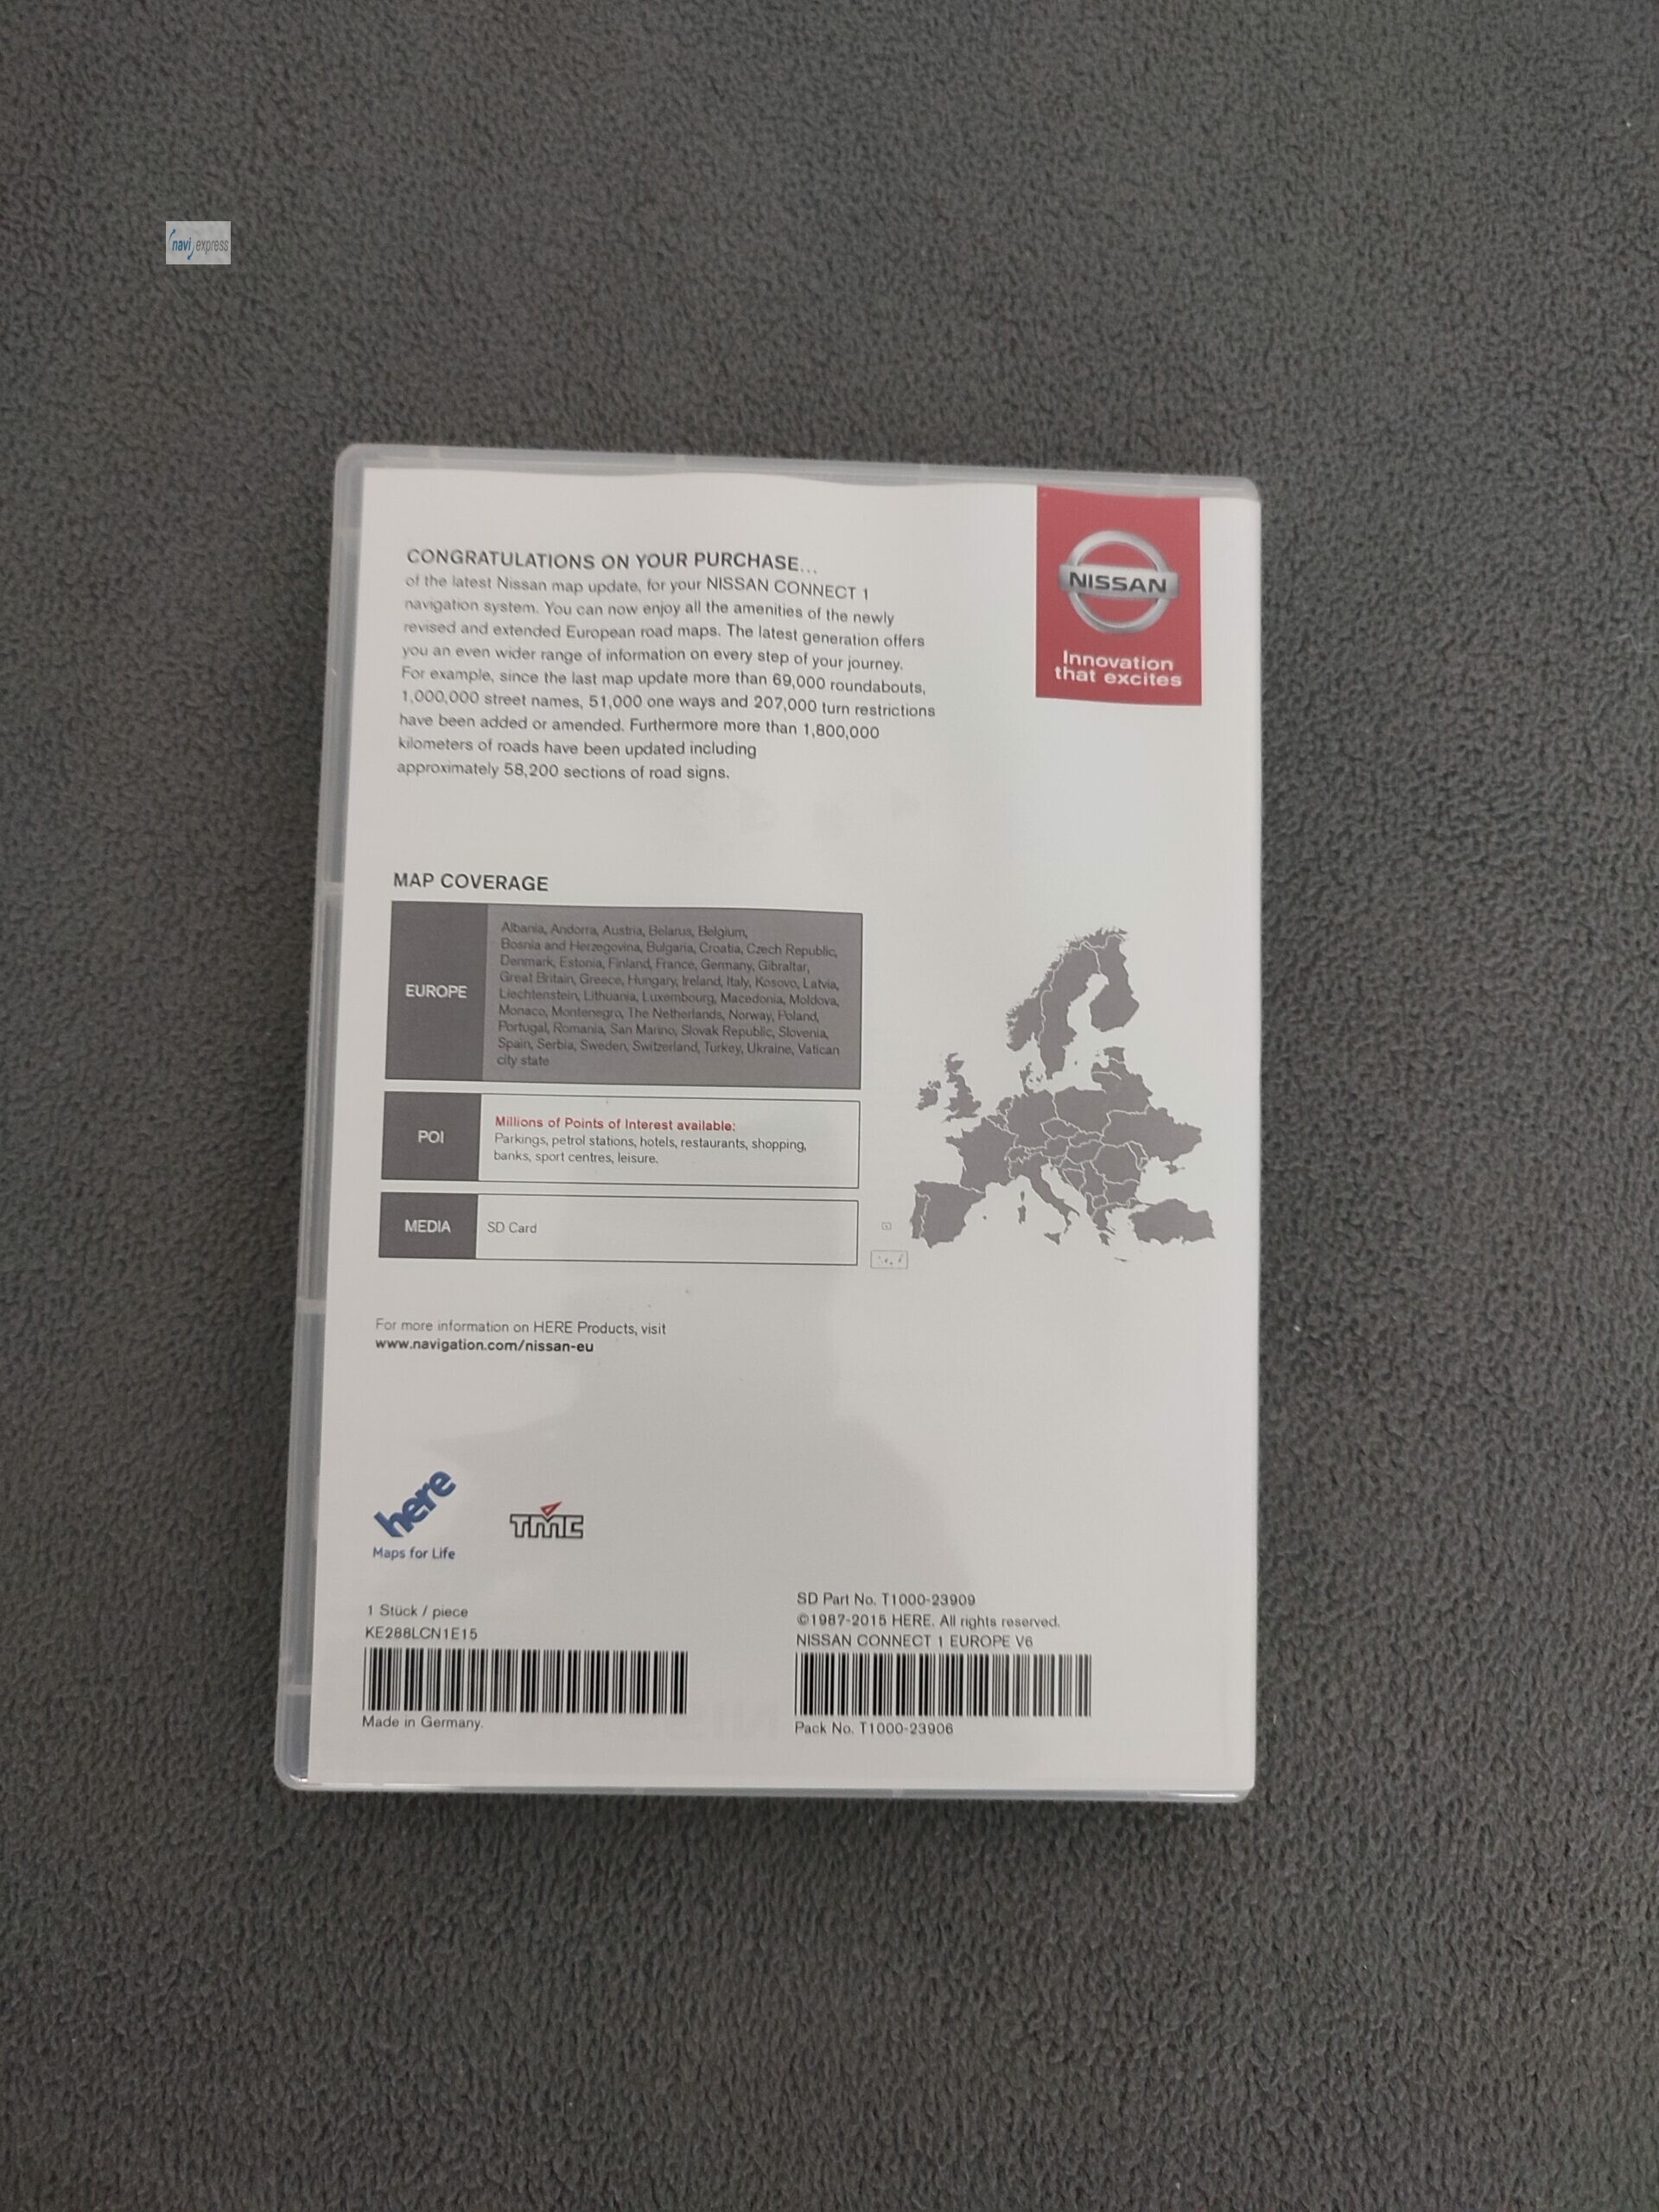 navi express
CONGRATULATIONS ON YOUR PURCHASE...
of the latest Nissan map update, for your NISSAN CONNECT 1
navigation system. You can now enjoy all the amenities of the newly
revised and extended European road maps. The latest generation offers
you an even wider range of information on every step of your journey.
For example, since the last map update more than 69,000 roundabouts,
1,000,000 street names, 51,000 one ways and 207,000 turn restrictions
have been added or amended. Furthermore more than 1,800,000
kilometers of roads have been updated including
approximately 58,200 sections of road signs.
NISSAN
Innovation
that excites
MAP COVERAGE
EUROPE
Albania, Andorra, Austria, Belarus, Belgium,
Bosnia and Herzegovina, Bulgaria, Croatia, Czech Republic,
Denmark, Estonia, Finland, France, Germany, Gibraltar,
Great Britain, Greece, Hungary, Ireland, Italy, Kosovo, Latvia,
Liechtenstein, Lithuania, Luxembourg, Macedonia, Moldova,
Monaco, Montenegro, The Netherlands, Norway, Poland,
Portugal, Romania, San Marino, Slovak Republic, Slovenia,
Spain, Serbia, Sweden, Switzerland, Turkey, Ukraine, Vatican
city state
POI
Millions of Points of Interest available:
Parkings, petrol stations, hotels, restaurants, shopping,
banks, sport centres, leisure.
MEDIA
SD Card
For more information on HERE Products, visit
www.navigation.com/nissan-eu
here
Maps for Life
TMC
1 Stück / piece
KE288LCN1E15
Made in Germany.
SD Part No. T1000-23909
©1987-2015 HERE. All rights reserved.
NISSAN CONNECT 1 EUROPE V6
Pack No. T1000-23906